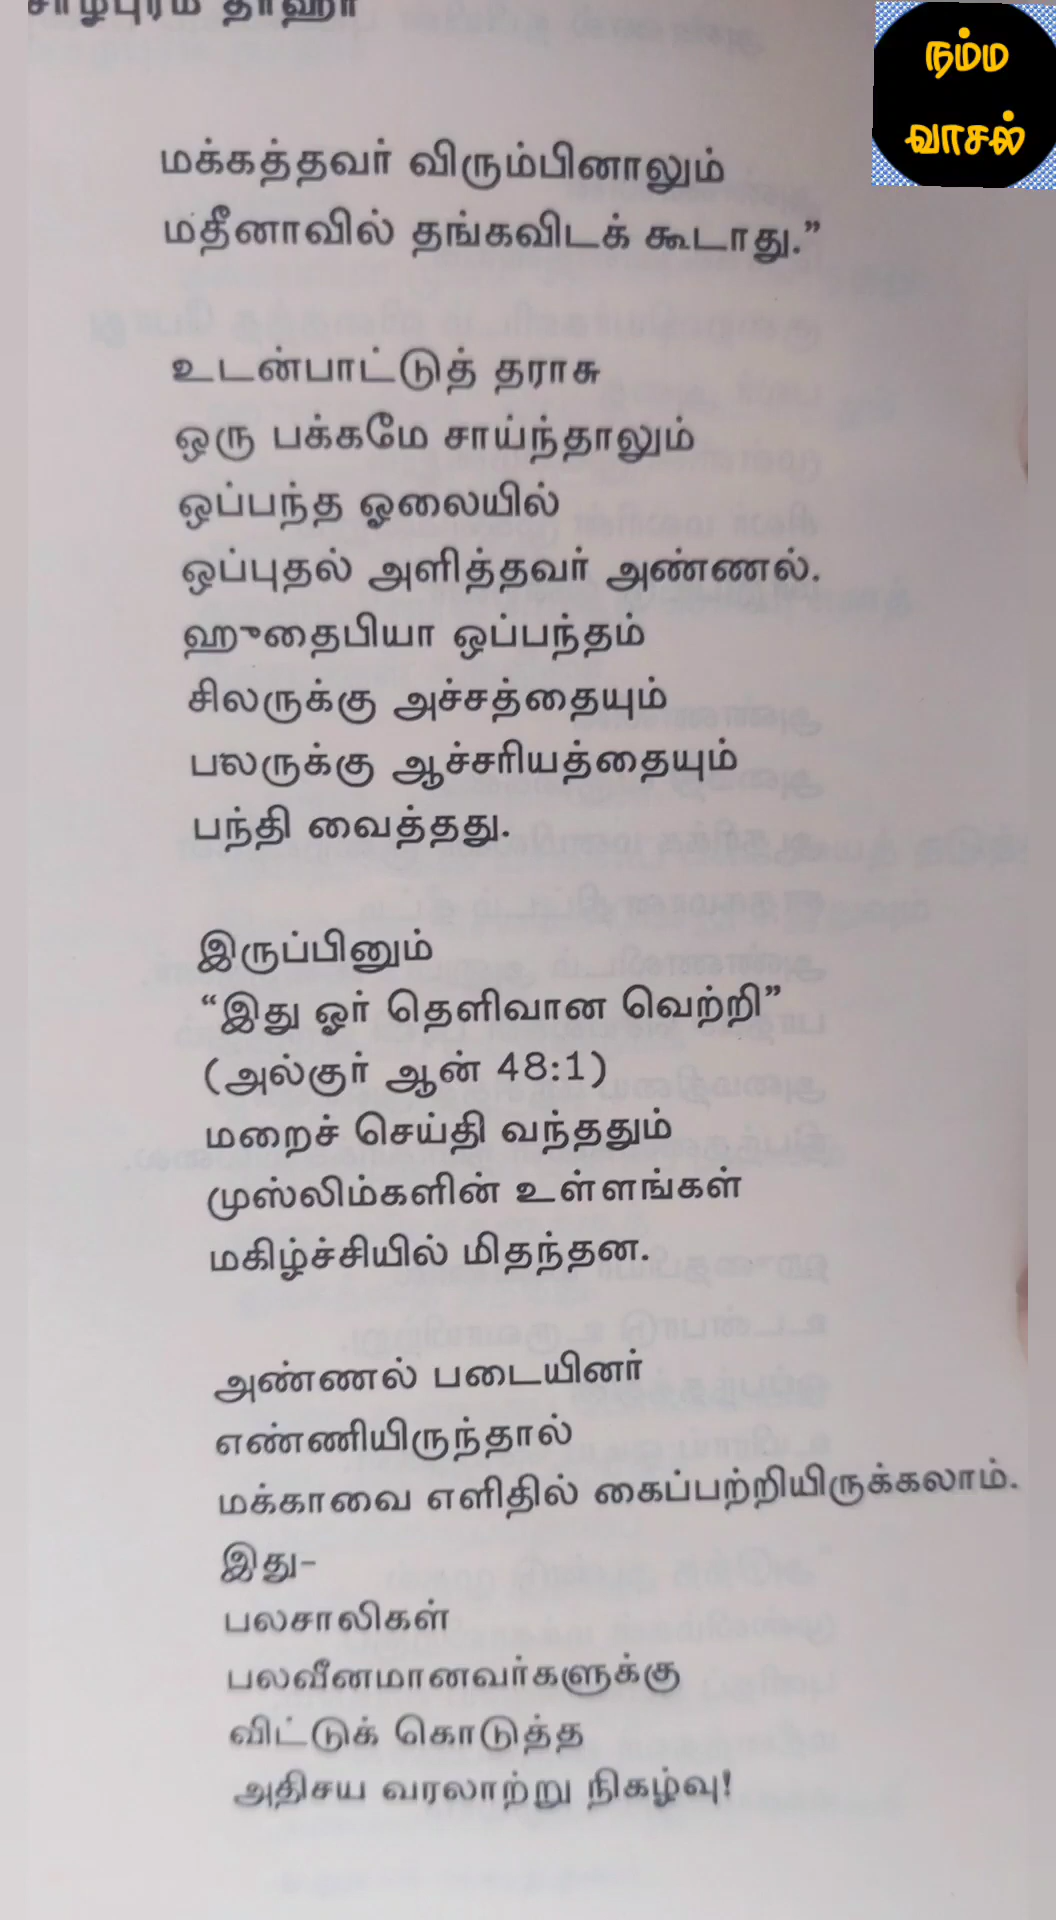 நம்ம
வாசல்
மக்கத்தவர் விரும்பினாலும்
மதீனாவில் தங்கவிடக் கூடாது.”
உடன்பாட்டுத் தராசு
ஒரு பக்கமே சாய்ந்தாலும்
ஒப்பந்த ஓலையில்
ஒப்புதல் அளித்தவர் அண்ணல்.
ஹுதைபியா ஒப்பந்தம்
சிலருக்கு அச்சத்தையும்
பலருக்கு ஆச்சரியத்தையும்
பந்தி வைத்தது.
இருப்பினும்
“இது ஓர் தெளிவான வெற்றி”
(அல்குர் ஆன் 48:1)
மறைச் செய்தி வந்ததும்
முஸ்லிம்களின் உள்ளங்கள்
மகிழ்ச்சியில் மிதந்தன.
அண்ணல் படையினர்
எண்ணியிருந்தால்
மக்காவை எளிதில் கைப்பற்றியிருக்கலாம்.
இது-
பலசாலிகள்
பலவீனமானவர்களுக்கு
விட்டுக் கொடுத்த
அதிசய வரலாற்று நிகழ்வு!